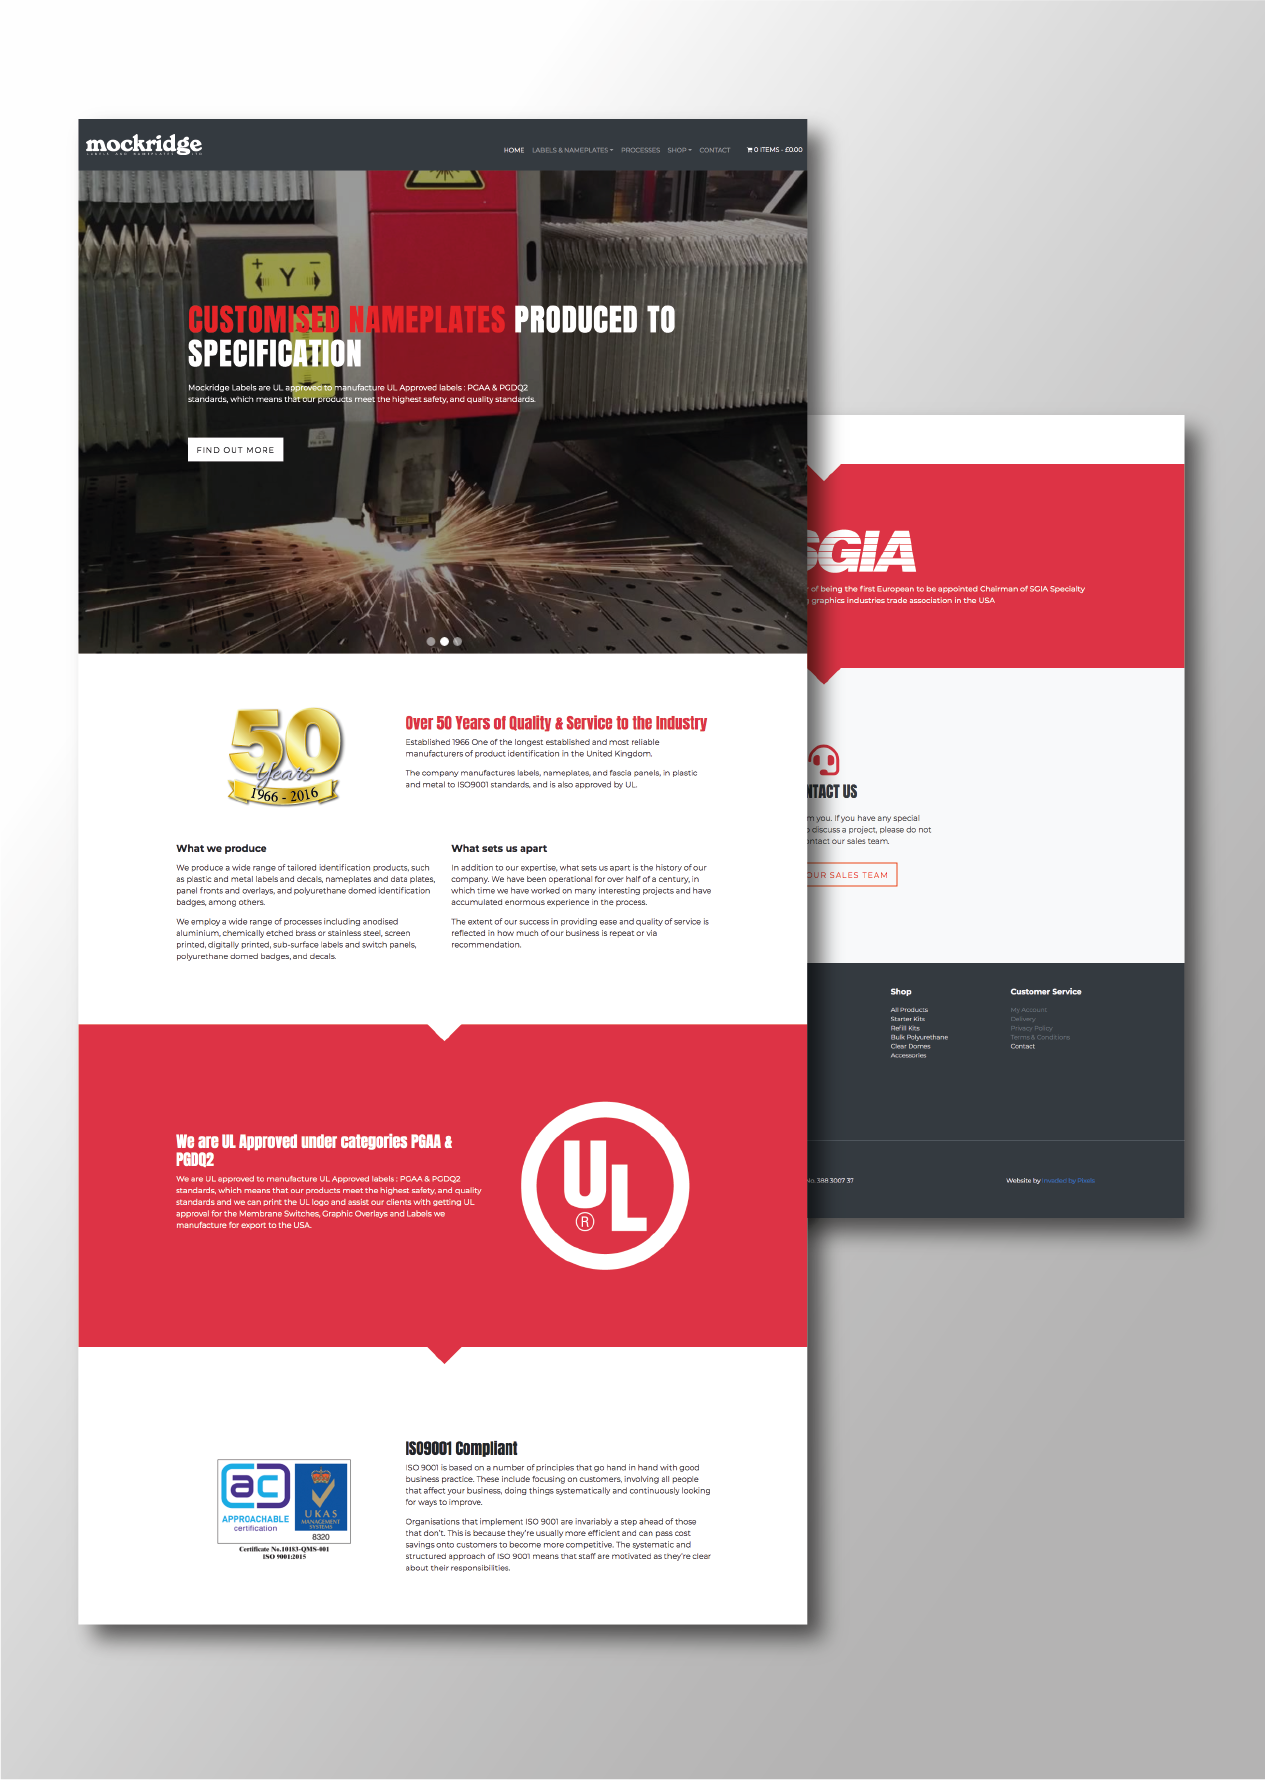 mockridge
LABELS AND NAMEPLATES LTD
HOME LABELS & NAMEPLATES PROCESSES SHOP CONTACT 0 ITEMS - £0.00
+ Y -
CUSTOMISED NAMEPLATES PRODUCED TO
SPECIFICATION
Mockridge Labels are UL approved to manufacture UL Approved labels : PGAA & PGDQ2
standards, which means that our products meet the highest safety, and quality standards.
FIND OUT MORE
50
Years
1966 - 2016
Over 50 Years of Quality & Service to the Industry
Established 1966 One of the longest established and most reliable
manufacturers of product identification in the United Kingdom.
The company manufactures labels, nameplates, and fascia panels, in plastic
and metal to ISO9001 standards, and is also approved by UL.
What we produce
We produce a wide range of tailored identification products, such
as plastic and metal labels and decals, nameplates and data plates,
panel fronts and overlays, and polyurethane domed identification
badges, among others.
We employ a wide range of processes including anodised
aluminium, chemically etched brass or stainless steel, screen
printed, digitally printed, sub-surface labels and switch panels,
polyurethane domed badges, and decals.
What sets us apart
In addition to our expertise, what sets us apart is the history of our
company. We have been operational for over half of a century, in
which time we have worked on many interesting projects and have
accumulated enormous experience in the process.
The extent of our success in providing ease and quality of service is
reflected in how much of our business is repeat or via
recommendation.
We are UL Approved under categories PGAA &
PGDQ2
We are UL approved to manufacture UL Approved labels : PGAA & PGDQ2
standards, which means that our products meet the highest safety, and quality
standards and we can print the UL logo and assist our clients with getting UL
approval for the Membrane Switches, Graphic Overlays and Labels we
manufacture for export to the USA.
UL
®
ac
APPROACHABLE
certification
UKAS
MANAGEMENT
SYSTEMS
8320
Certificate No.10183-QMS-001
ISO 9001:2015
ISO9001 Compliant
ISO 9001 is based on a number of principles that go hand in hand with good
business practice. These include focusing on customers, involving all people
that affect your business, doing things systematically and continuously looking
for ways to improve.
Organisations that implement ISO 9001 are invariably a step ahead of those
that don't. This is because they're usually more efficient and can pass cost
savings onto customers to become more competitive. The systematic and
structured approach of ISO 9001 means that staff are motivated as they're clear
about their responsibilities.
SGIA
of being the first European to be appointed Chairman of SGIA Specialty
graphics industries trade association in the USA
NTACT US
m you. If you have any special
discuss a project, please do not
ntact our sales team.
OUR SALES TEAM
Shop
All Products
Starter Kits
Refill Kits
Bulk Polyurethane
Clear Domes
Accessories
Customer Service
My Account
Delivery
Privacy Policy
Terms & Conditions
Contact
No. 388 3007 37
Website by Invaded by Pixels